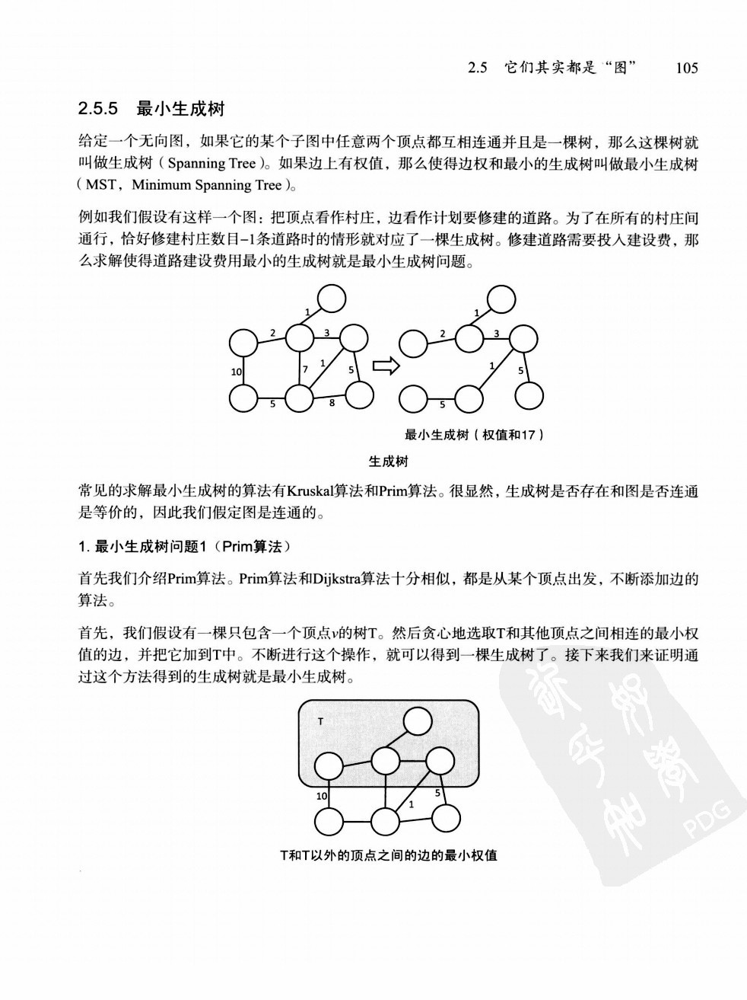 2.5 它们其实都是“图” 105
2.5.5 最小生成树
给定一个无向图，如果它的某个子图中任意两个顶点都互相连通并且是一棵树，那么这棵树就
叫做生成树（Spanning Tree）。如果边上有权值，那么使得边权和最小的生成树叫做最小生成树
（MST，Minimum Spanning Tree）。
例如我们假设有这样一个图：把顶点看作村庄，边看作计划要修建的道路。为了在所有的村庄间
通行，恰好修建村庄数目−1条道路时的情形就对应了一棵生成树。修建道路需要投入建设费，那
么求解使得道路建设费用最小的生成树就是最小生成树问题。
1 1
2 3 2 3
10 7 1 5 1 5
5 8 5
最小生成树（权值和17）
生成树
常见的求解最小生成树的算法有Kruskal算法和Prim算法。很显然，生成树是否存在和图是否连通
是等价的，因此我们假定图是连通的。
1. 最小生成树问题1（Prim算法）
首先我们介绍Prim算法。Prim算法和Dijkstra算法十分相似，都是从某个顶点出发，不断添加边的
算法。
首先，我们假设有一棵只包含一个顶点v的树T。然后贪心地选取T和其他顶点之间相连的最小权
值的边，并把它加到T中。不断进行这个操作，就可以得到一棵生成树了。接下来我们来证明通
过这个方法得到的生成树就是最小生成树。
T
10 1 5
T和T以外的顶点之间的边的最小权值
PDG